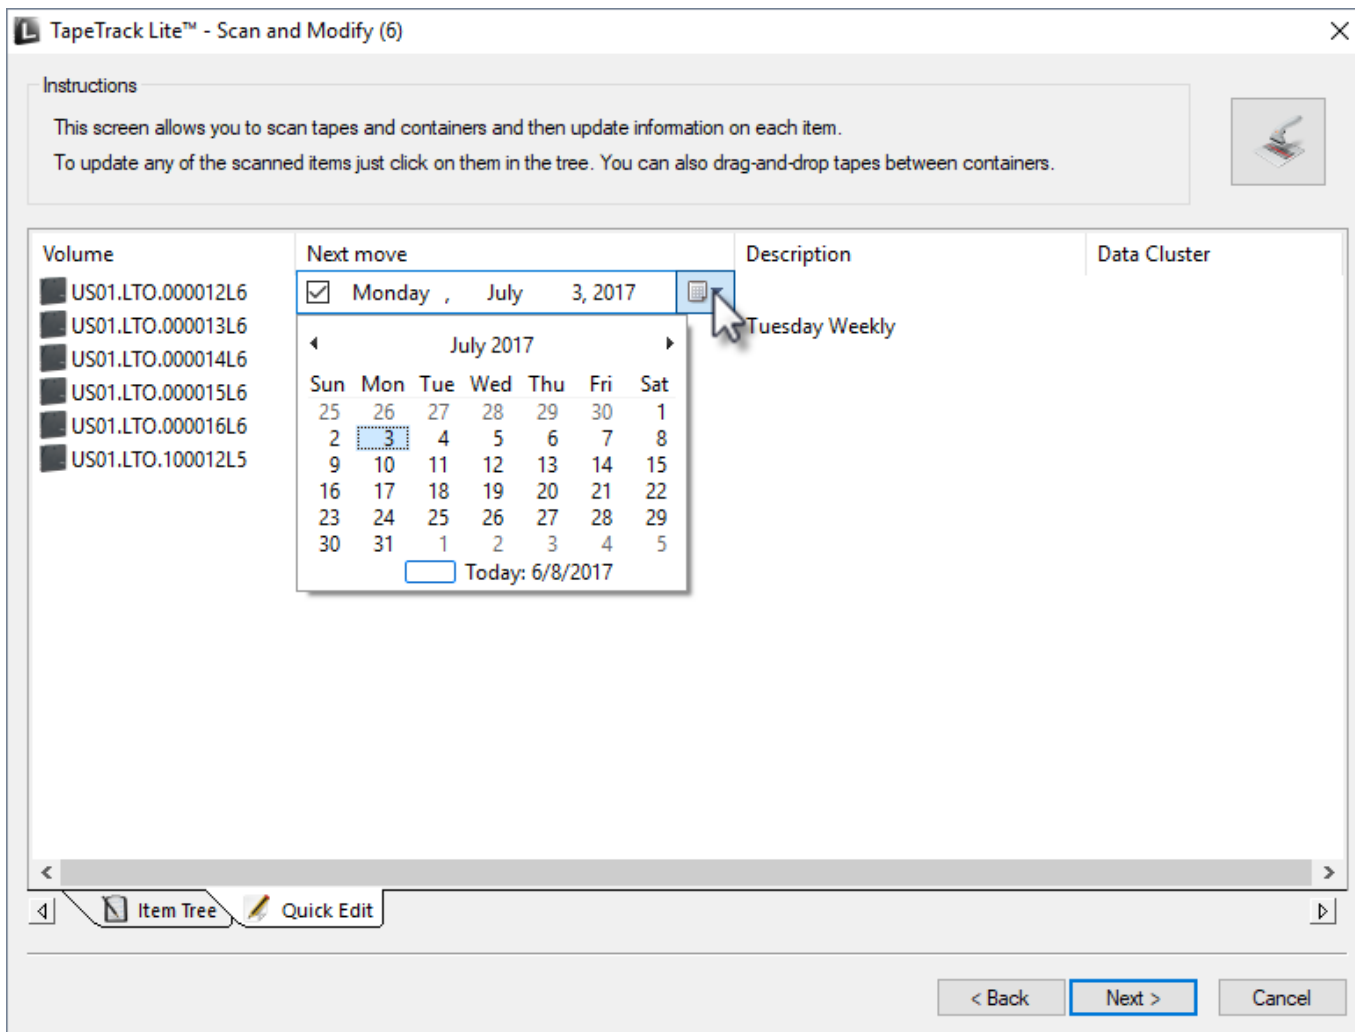 TapeTrack Lite™ - Scan and Modify (6)
Instructions
This screen allows you to scan tapes and containers and then update information on each item.
To update any of the scanned items just click on them in the tree. You can also drag-and-drop tapes between containers.
Volume Next move Description Data Cluster
US01.LTO.000012L6 Monday , July 3, 2017
US01.LTO.000013L6 Tuesday Weekly
US01.LTO.000014L6
US01.LTO.000015L6
US01.LTO.000016L6
US01.LTO.100012L5
July 2017
Sun Mon Tue Wed Thu Fri Sat
25 26 27 28 29 30 1
2 3 4 5 6 7 8
9 10 11 12 13 14 15
16 17 18 19 20 21 22
23 24 25 26 27 28 29
30 31 1 2 3 4 5
Today: 6/8/2017
Item Tree Quick Edit
< Back Next > Cancel